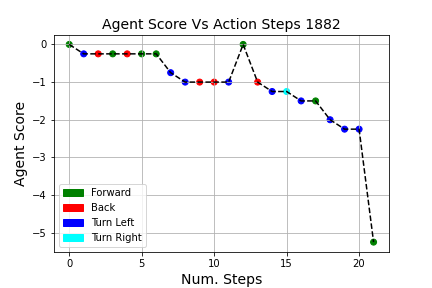 Agent Score Vs Action Steps 1882
Agent Score
0
−1
−2
−3
−4
−5
Forward
Back
Turn Left
Turn Right
0 5 10 15 20
Num. Steps